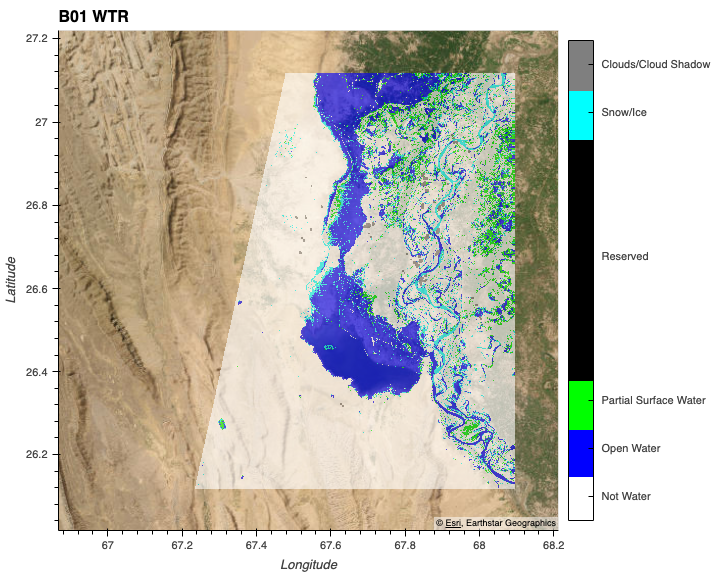 B01 WTR
27.2
27
26.8
26.6
26.4
26.2
Latitude
67
67.2
67.4
67.6
67.8
68
68.2
Longitude
© Esri, Earthstar Geographics
Clouds/Cloud Shadow
Snow/Ice
Reserved
Partial Surface Water
Open Water
Not Water